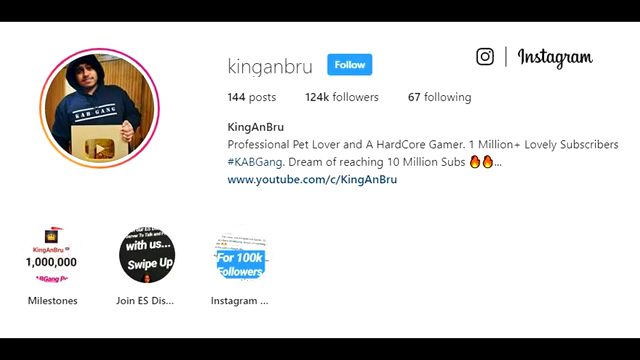 Instagram
kinganbru
Follow
144 posts 124k followers 67 following
KingAnBru
Professional Pet Lover and A HardCore Gamer. 1 Million+ Lovely Subscribers
#KABGang. Dream of reaching 10 Million Subs 🔥🔥...
www.youtube.com/c/KingAnBru
KAB GANG
KingAnBru
1,000,000
with us...
Swipe Up
For 100k
Followers
Milestones
Join ES Dis...
Instagram ...